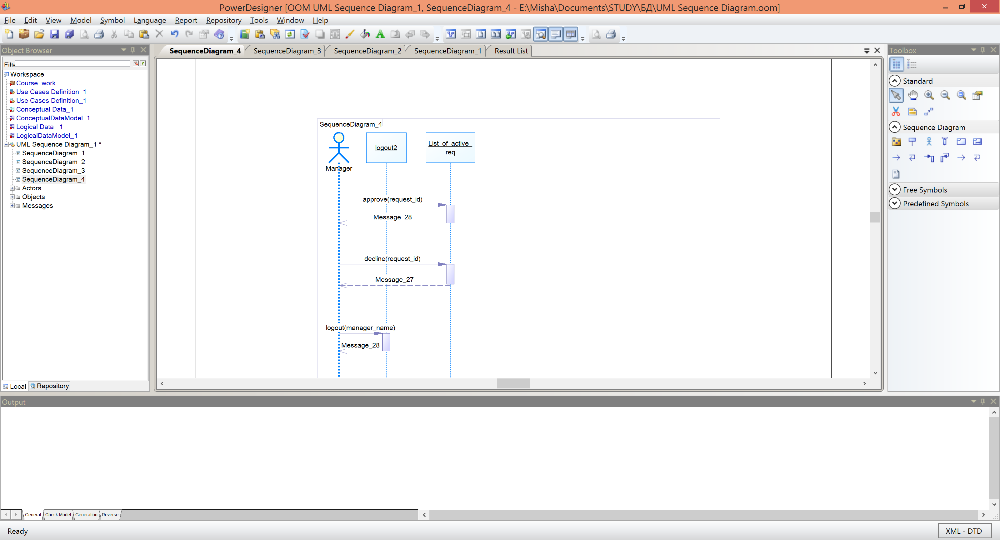 PowerDesigner [OOM UML Sequence Diagram_1, SequenceDiagram_4 - E:\Misha\Documents\STUDY\БД\UML Sequence Diagram.oom]
File Edit View Model Symbol Language Report Repository Tools Window Help
Object Browser
Workspace
Course_work
Use Cases Definition_1
Use Cases Definition_1
Conceptual Data_1
ConceptualDataModel_1
Logical Data _1
LogicalDataModel_1
UML Sequence Diagram_1 *
SequenceDiagram_1
SequenceDiagram_2
SequenceDiagram_3
SequenceDiagram_4
Actors
Objects
Messages
Local Repository
SequenceDiagram_4 SequenceDiagram_3 SequenceDiagram_2 SequenceDiagram_1 Result List
SequenceDiagram_4
Manager
logout2
List_of_active_
req
approve(request_id)
Message_28
decline(request_id)
Message_27
logout(manager_name)
Message_28
Toolbox
Standard
Sequence Diagram
Free Symbols
Predefined Symbols
Output
General Check Model Generation Reverse
Ready
XML - DTD